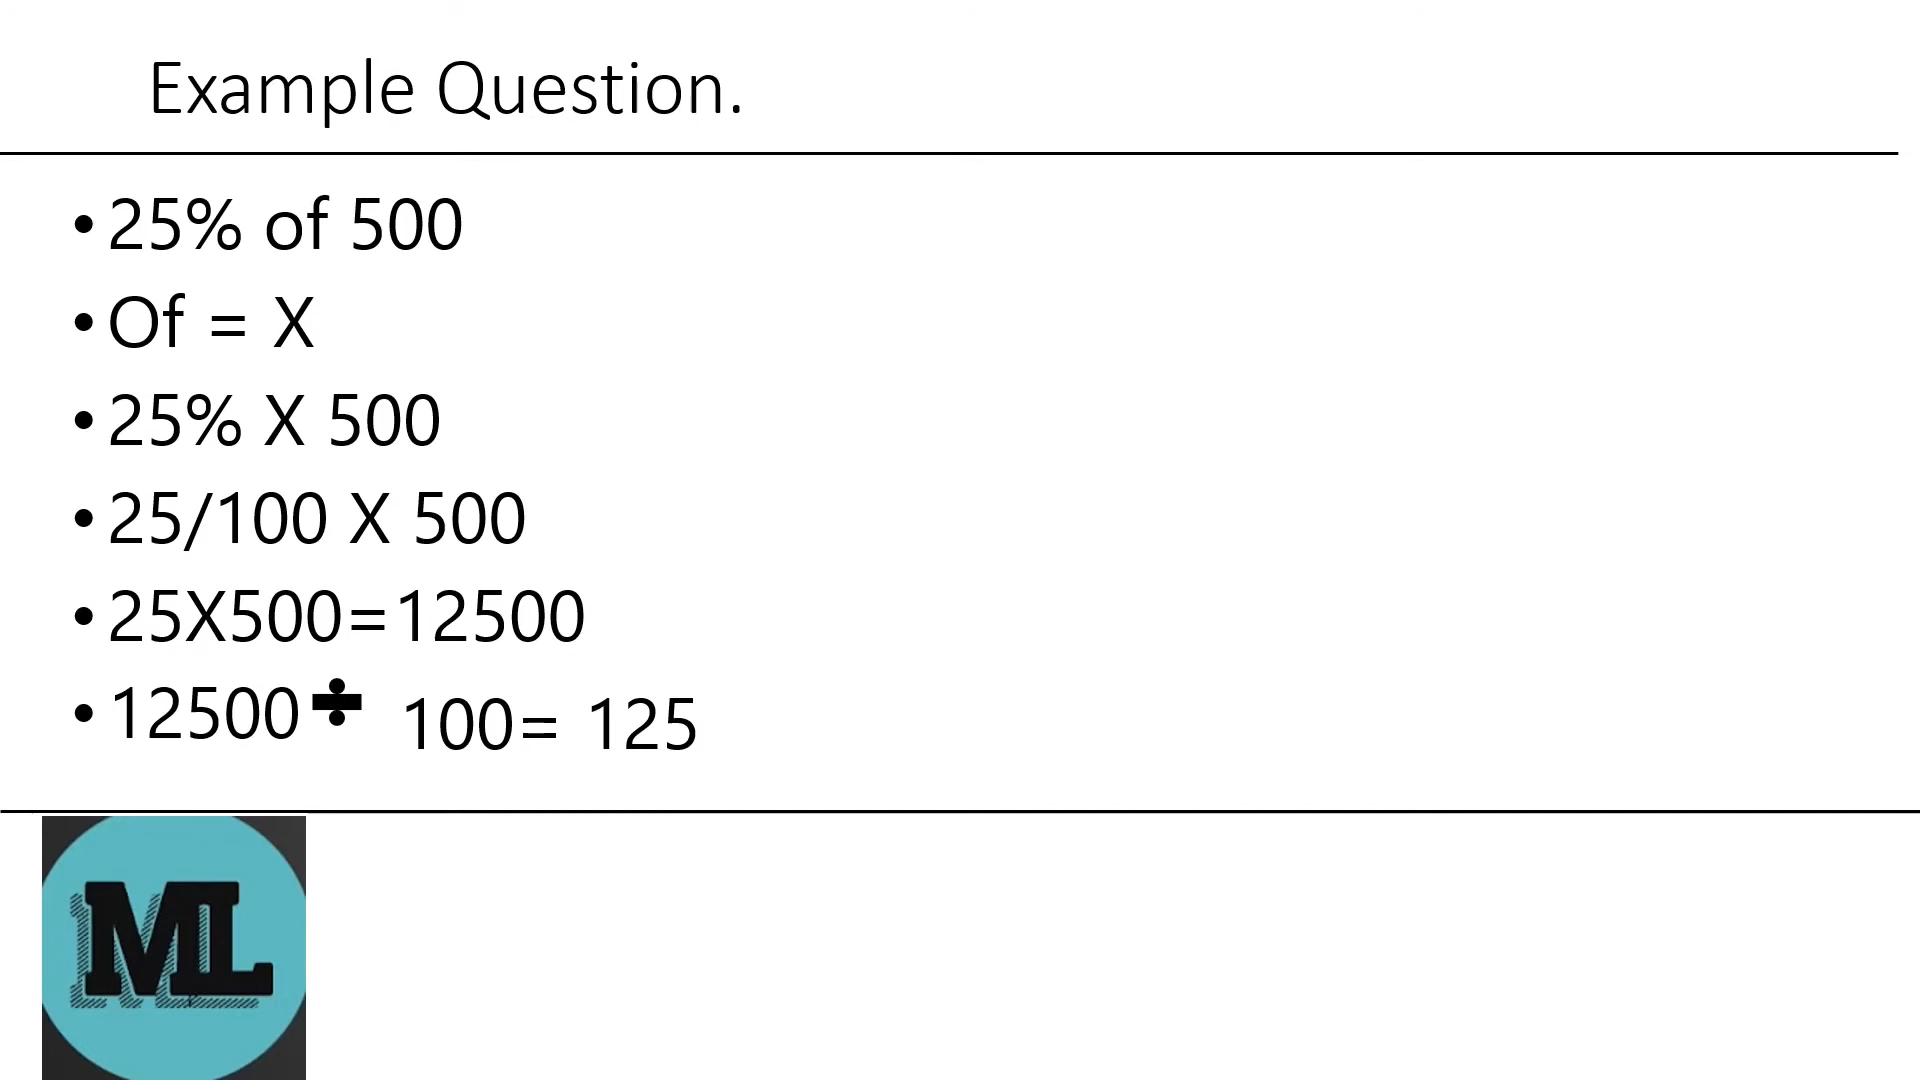 Example Question.
•25% of 500
•Of = X
•25% X 500
•25/100 X 500
•25X500=12500
•12500÷ 100= 125
ML